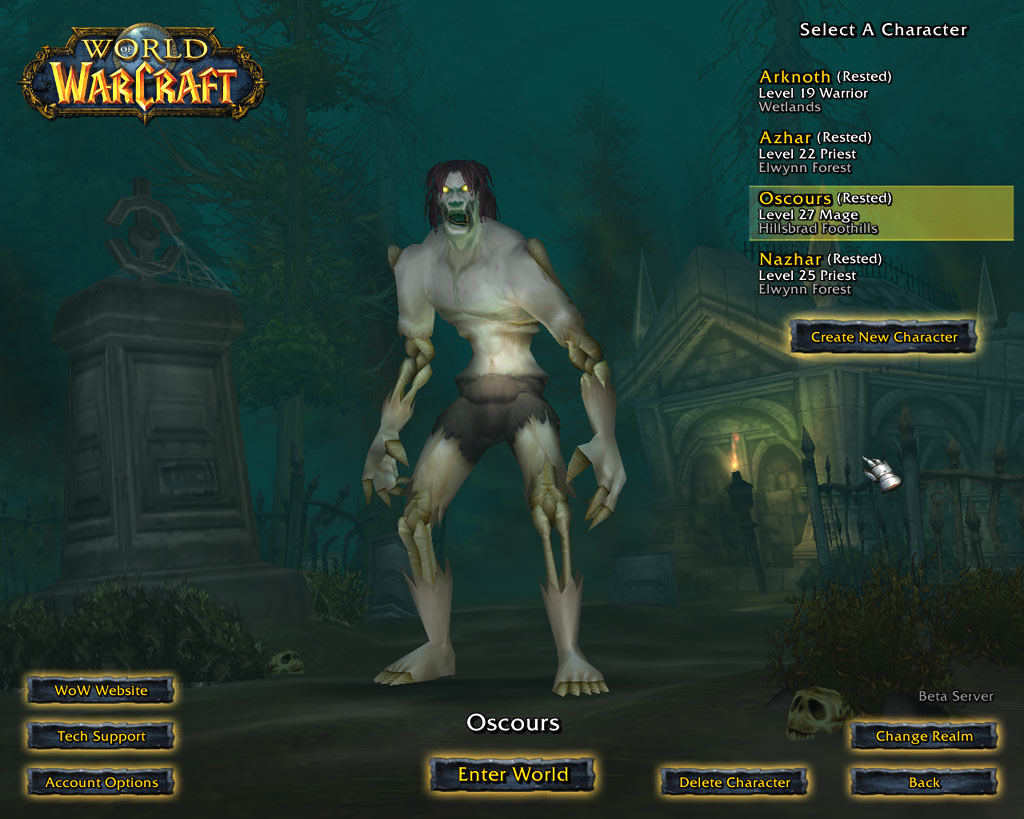 WORLD OF
WARCRAFT
Select A Character
Arknoth (Rested)
Level 19 Warrior
Wetlands
Azhar (Rested)
Level 22 Priest
Elwynn Forest
Oscours (Rested)
Level 27 Mage
Hillsbrad Foothills
Nazhar (Rested)
Level 25 Priest
Elwynn Forest
Create New Character
WoW Website
Tech Support
Account Options
Oscours
Enter World
Delete Character
Beta Server
Change Realm
Back